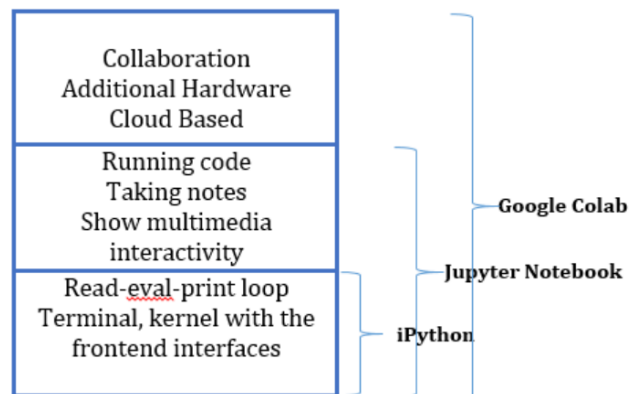 Collaboration
Additional Hardware
Cloud Based
Running code
Taking notes
Show multimedia
interactivity
Read-eval-print loop
Terminal, kernel with the
frontend interfaces
Google Colab
Jupyter Notebook
iPython